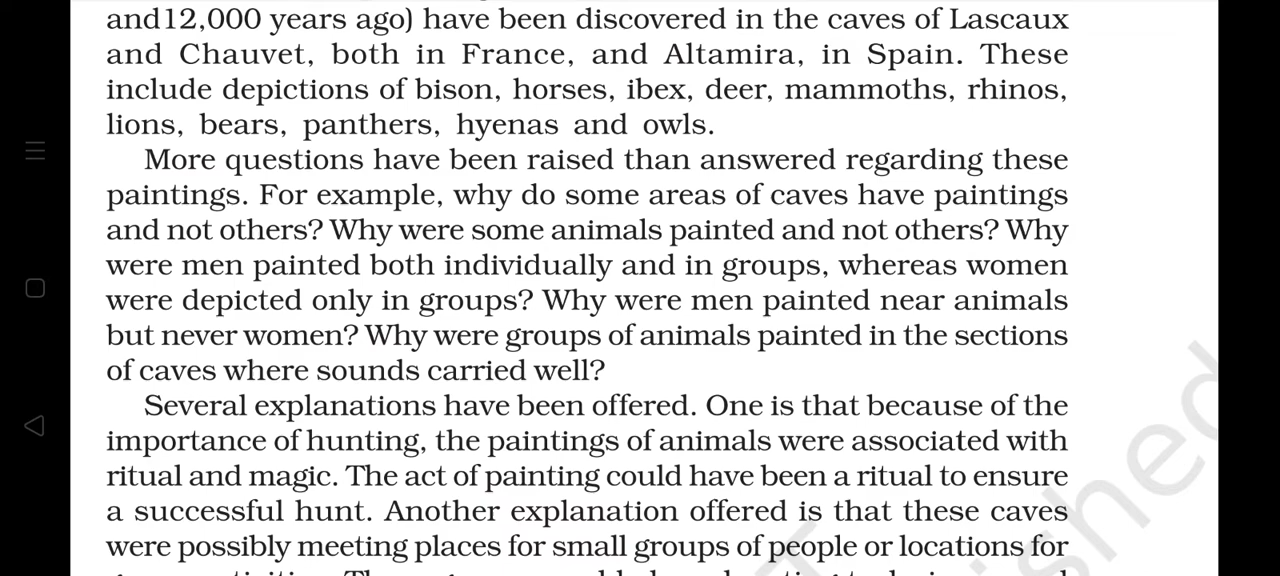 and12,000 years ago) have been discovered in the caves of Lascaux
and Chauvet, both in France, and Altamira, in Spain. These
include depictions of bison, horses, ibex, deer, mammoths, rhinos,
lions, bears, panthers, hyenas and owls.
More questions have been raised than answered regarding these
paintings. For example, why do some areas of caves have paintings
and not others? Why were some animals painted and not others? Why
were men painted both individually and in groups, whereas women
were depicted only in groups? Why were men painted near animals
but never women? Why were groups of animals painted in the sections
of caves where sounds carried well?
Several explanations have been offered. One is that because of the
importance of hunting, the paintings of animals were associated with
ritual and magic. The act of painting could have been a ritual to ensure
a successful hunt. Another explanation offered is that these caves
were possibly meeting places for small groups of people or locations for